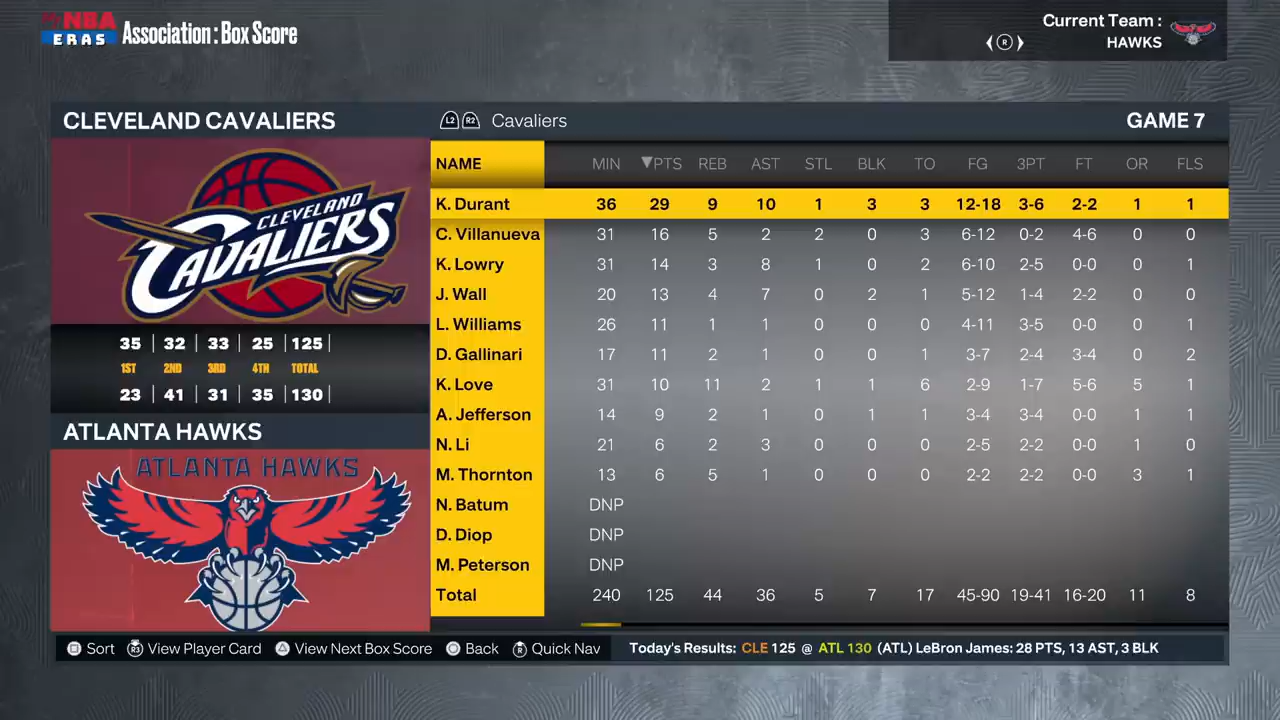 MyNBA ERAS Association: Box Score
Current Team :
R HAWKS
CLEVELAND CAVALIERS
CLEVELAND
CAVALIERS
35 | 32 | 33 | 25 | 125 |
1ST 2ND 3RD 4TH TOTAL
23 | 41 | 31 | 35 | 130 |
ATLANTA HAWKS
ATLANTA HAWKS
L2 R2 Cavaliers GAME 7
NAME MIN ▼PTS REB AST STL BLK TO FG 3PT FT OR FLS
K. Durant 36 29 9 10 1 3 3 12-18 3-6 2-2 1 1
C. Villanueva 31 16 5 2 2 0 3 6-12 0-2 4-6 0 0
K. Lowry 31 14 3 8 1 0 2 6-10 2-5 0-0 0 1
J. Wall 20 13 4 7 0 2 1 5-12 1-4 2-2 0 0
L. Williams 26 11 1 1 0 0 0 4-11 3-5 0-0 0 1
D. Gallinari 17 11 2 1 0 0 1 3-7 2-4 3-4 0 2
K. Love 31 10 11 2 1 1 6 2-9 1-7 5-6 5 1
A. Jefferson 14 9 2 1 0 1 1 3-4 3-4 0-0 1 1
N. Li 21 6 2 3 0 0 0 2-5 2-2 0-0 1 0
M. Thornton 13 6 5 1 0 0 0 2-2 2-2 0-0 3 1
N. Batum DNP
D. Diop DNP
M. Peterson DNP
Total 240 125 44 36 5 7 17 45-90 19-41 16-20 11 8
Sort R3 View Player Card View Next Box Score Back R Quick Nav Today's Results: CLE 125 @ ATL 130 (ATL) LeBron James: 28 PTS, 13 AST, 3 BLK